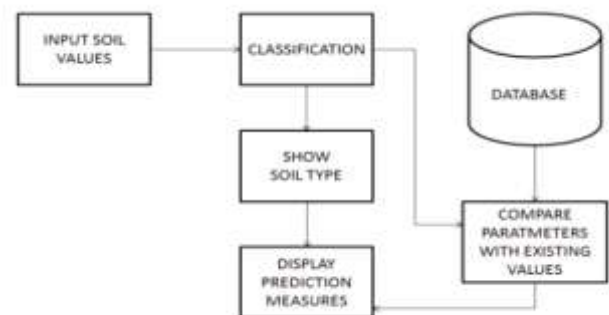 INPUT SOIL
VALUES
CLASSIFICATION
DATABASE
SHOW
SOIL TYPE
COMPARE
PARATMETERS
WITH EXISTING
VALUES
DISPLAY
PREDICTION
MEASURES